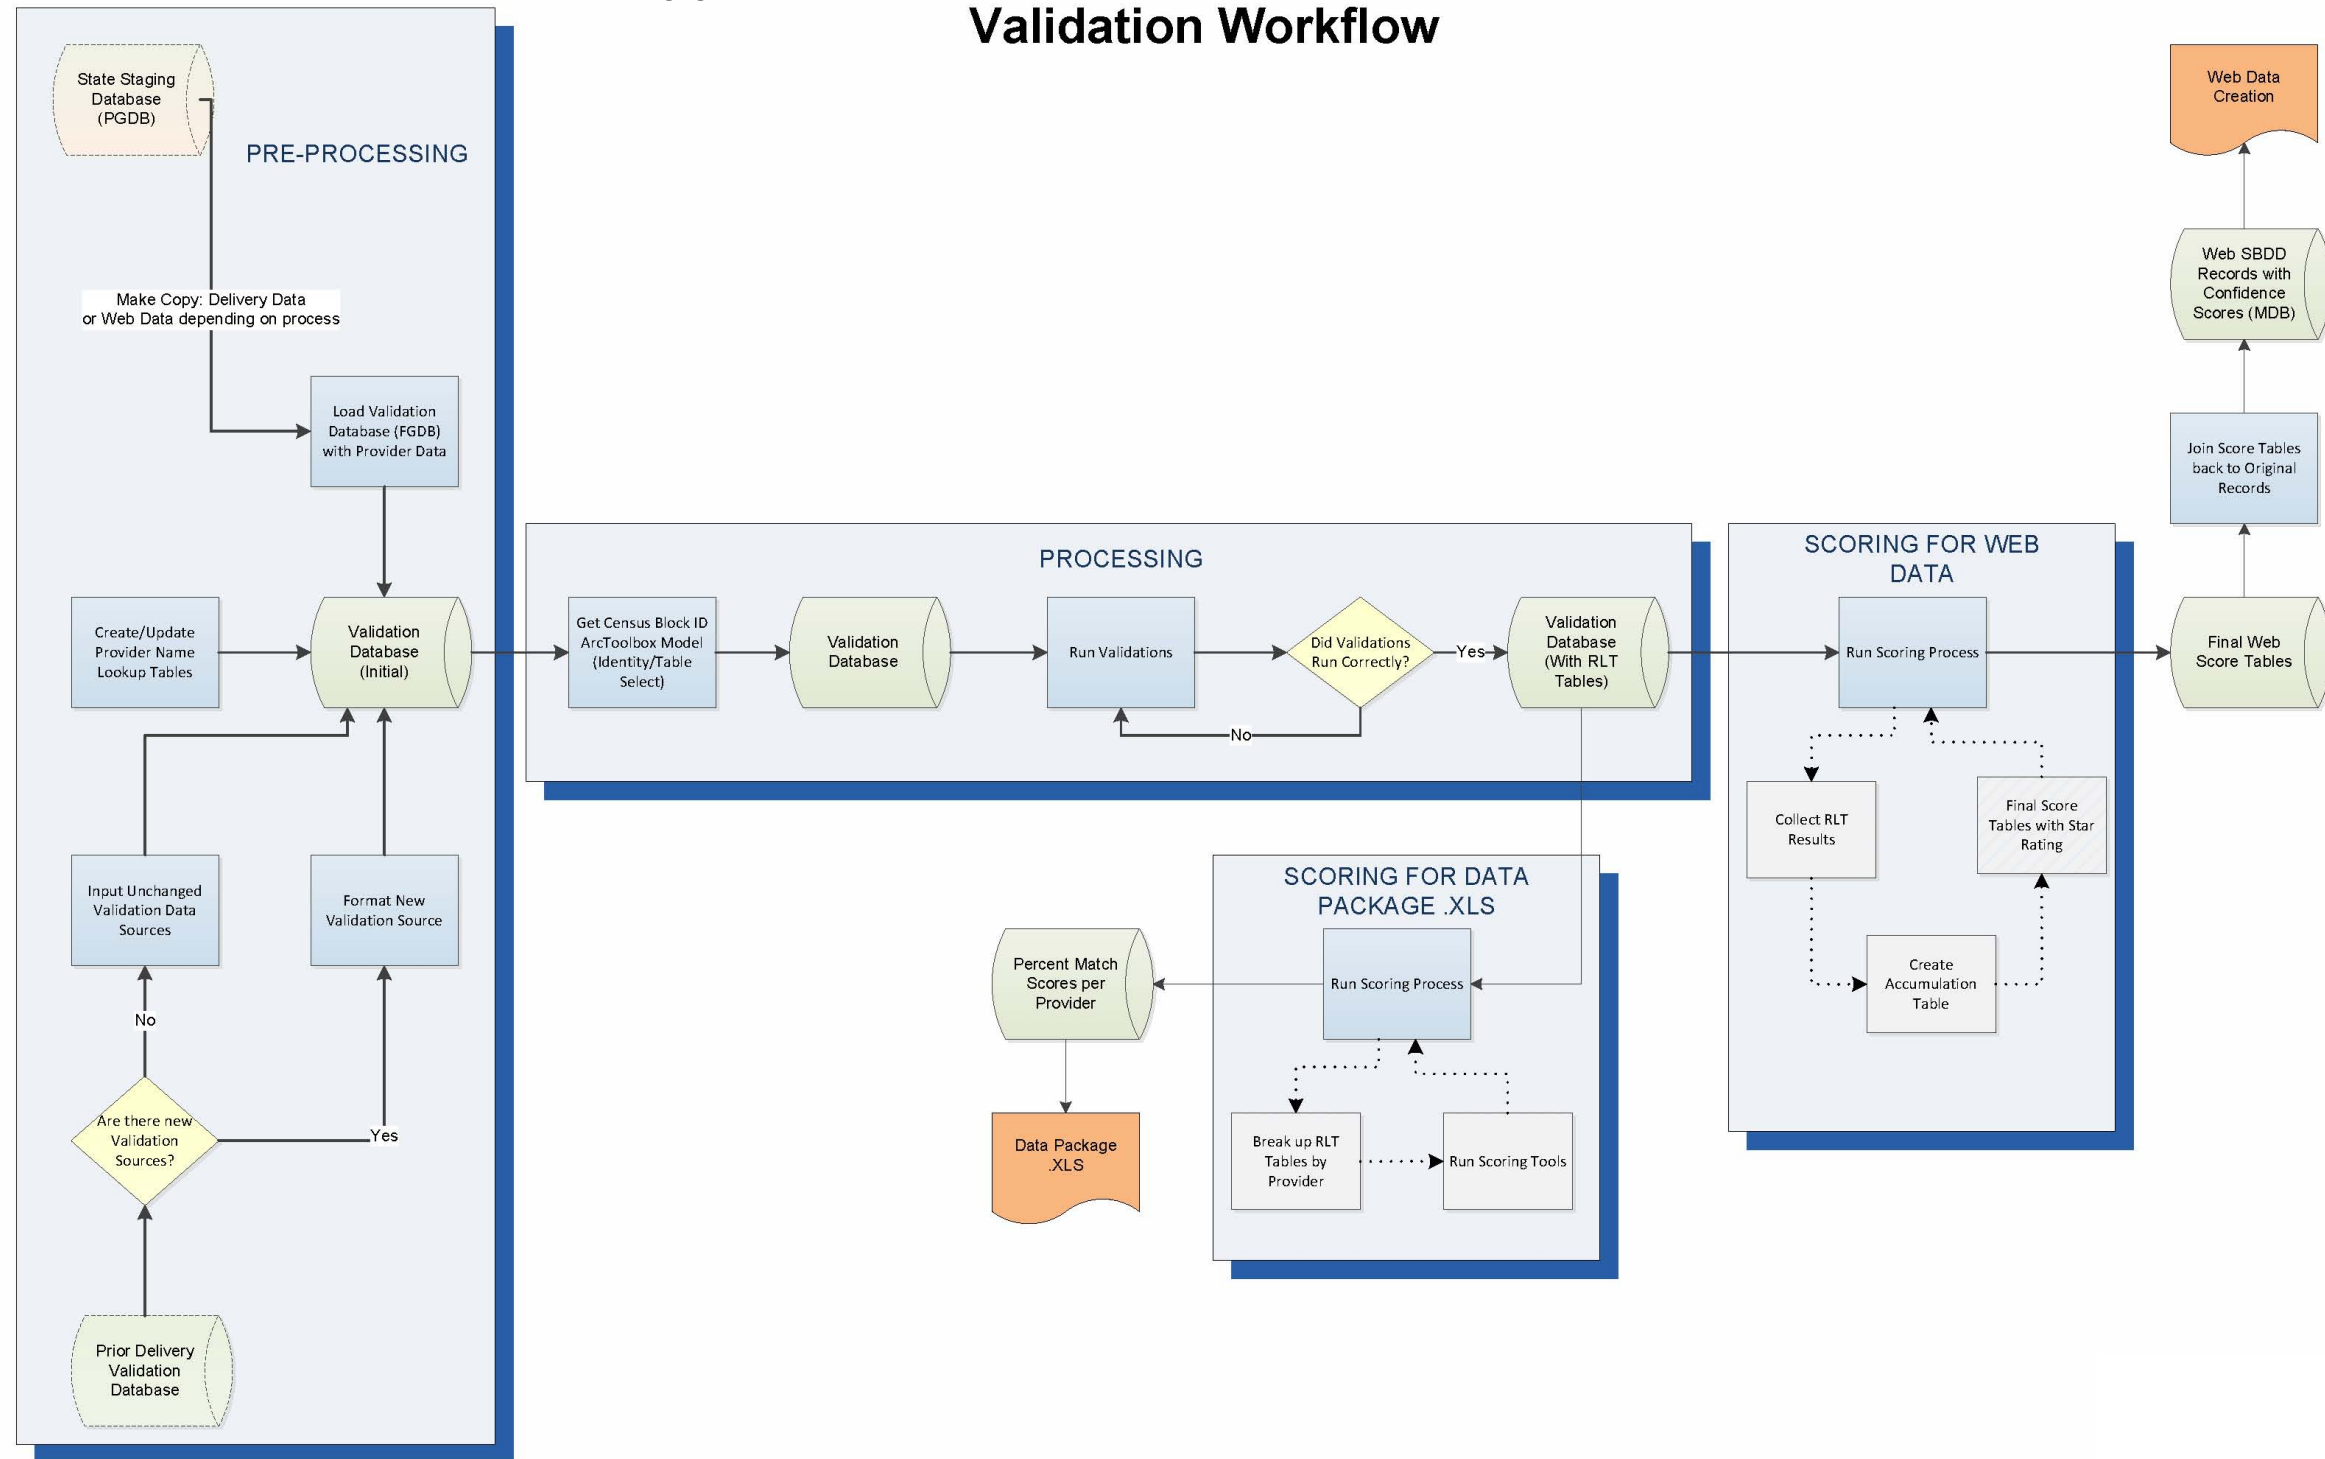 Validation Workflow
State Staging
Database
(PGDB)
PRE-PROCESSING
Make Copy: Delivery Data
or Web Data depending on process
Load Validation
Database (FGDB)
with Provider Data
Create/Update
Provider Name
Lookup Tables
Validation
Database
(Initial)
Input Unchanged
Validation Data
Sources
Format New
Validation Source
No
Are there new
Validation
Sources?
Yes
Prior Delivery
Validation
Database
PROCESSING
Get Census Block ID
ArcToolbox Model
(Identity/Table
Select)
Validation
Database
Run Validations
Did Validations
Run Correctly?
Yes
No
Validation
Database
(With RLT
Tables)
SCORING FOR DATA
PACKAGE .XLS
Run Scoring Process
Percent Match
Scores per
Provider
Data Package
.XLS
Break up RLT
Tables by
Provider
Run Scoring Tools
SCORING FOR WEB
DATA
Run Scoring Process
Collect RLT
Results
Create
Accumulation
Table
Final Score
Tables with Star
Rating
Final Web
Score Tables
Join Score Tables
back to Original
Records
Web SBDD
Records with
Confidence
Scores (MDB)
Web Data
Creation